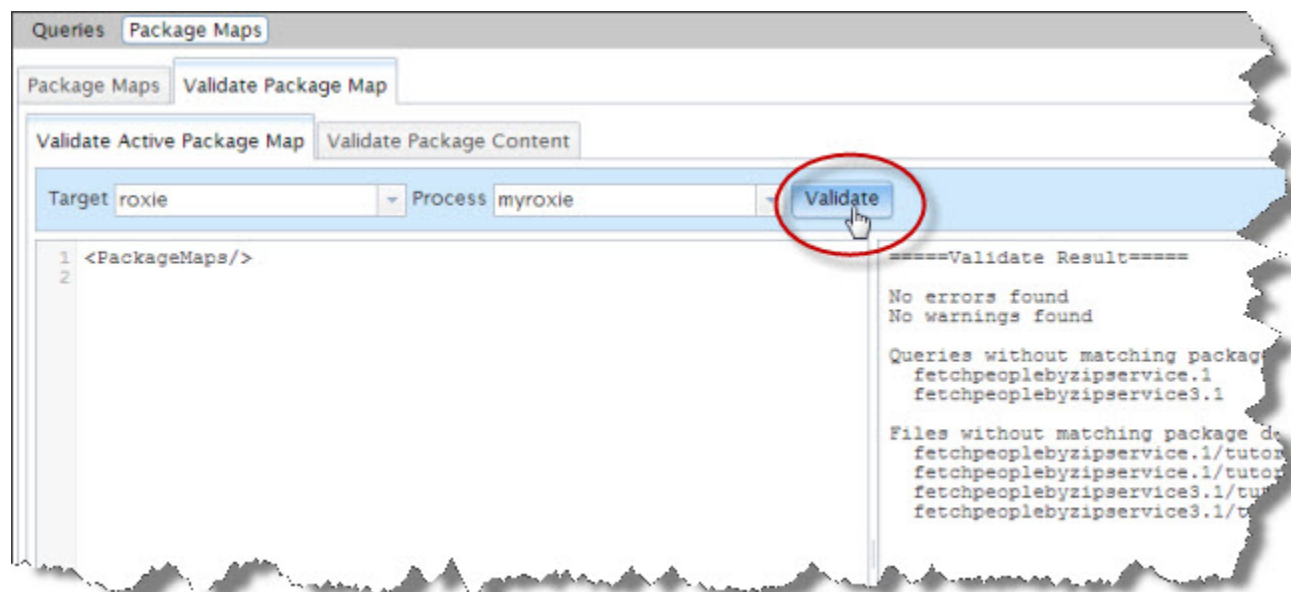 Queries Package Maps
Package Maps Validate Package Map
Validate Active Package Map Validate Package Content
Target roxie Process myroxie Validate
1 <PackageMaps/>
2
=====Validate Result=====
No errors found
No warnings found
Queries without matching packag
fetchpeoplebyzipservice.1
fetchpeoplebyzipservice3.1
Files without matching package d
fetchpeoplebyzipservice.1/tutor
fetchpeoplebyzipservice.1/tutor
fetchpeoplebyzipservice3.1/tu
fetchpeoplebyzipservice3.1/t